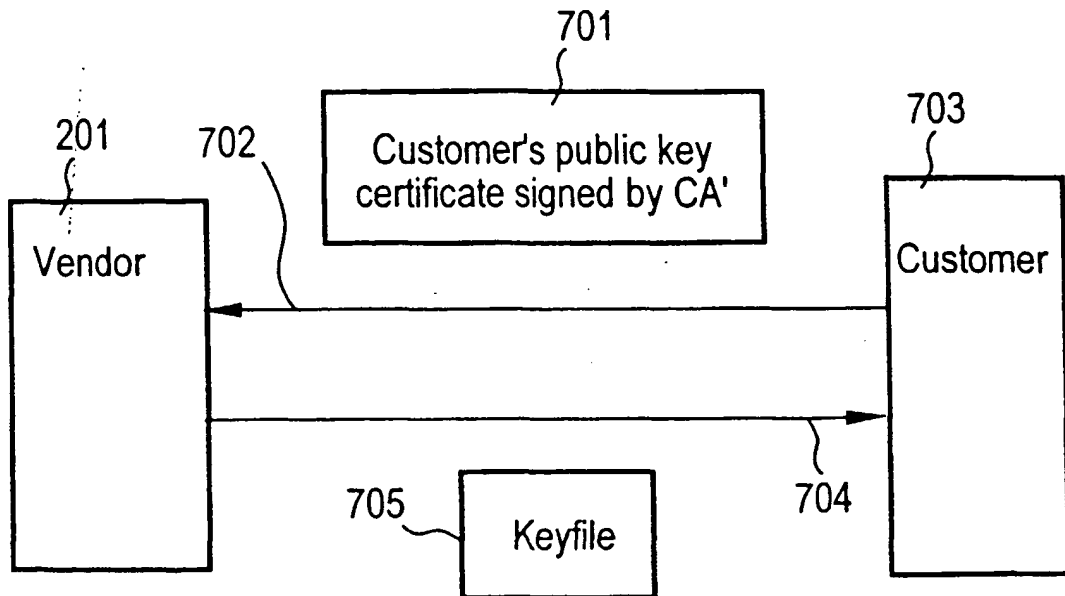 701
Customer's public key
certificate signed by CA'
703
201
702
Vendor
Customer
704
705
Keyfile